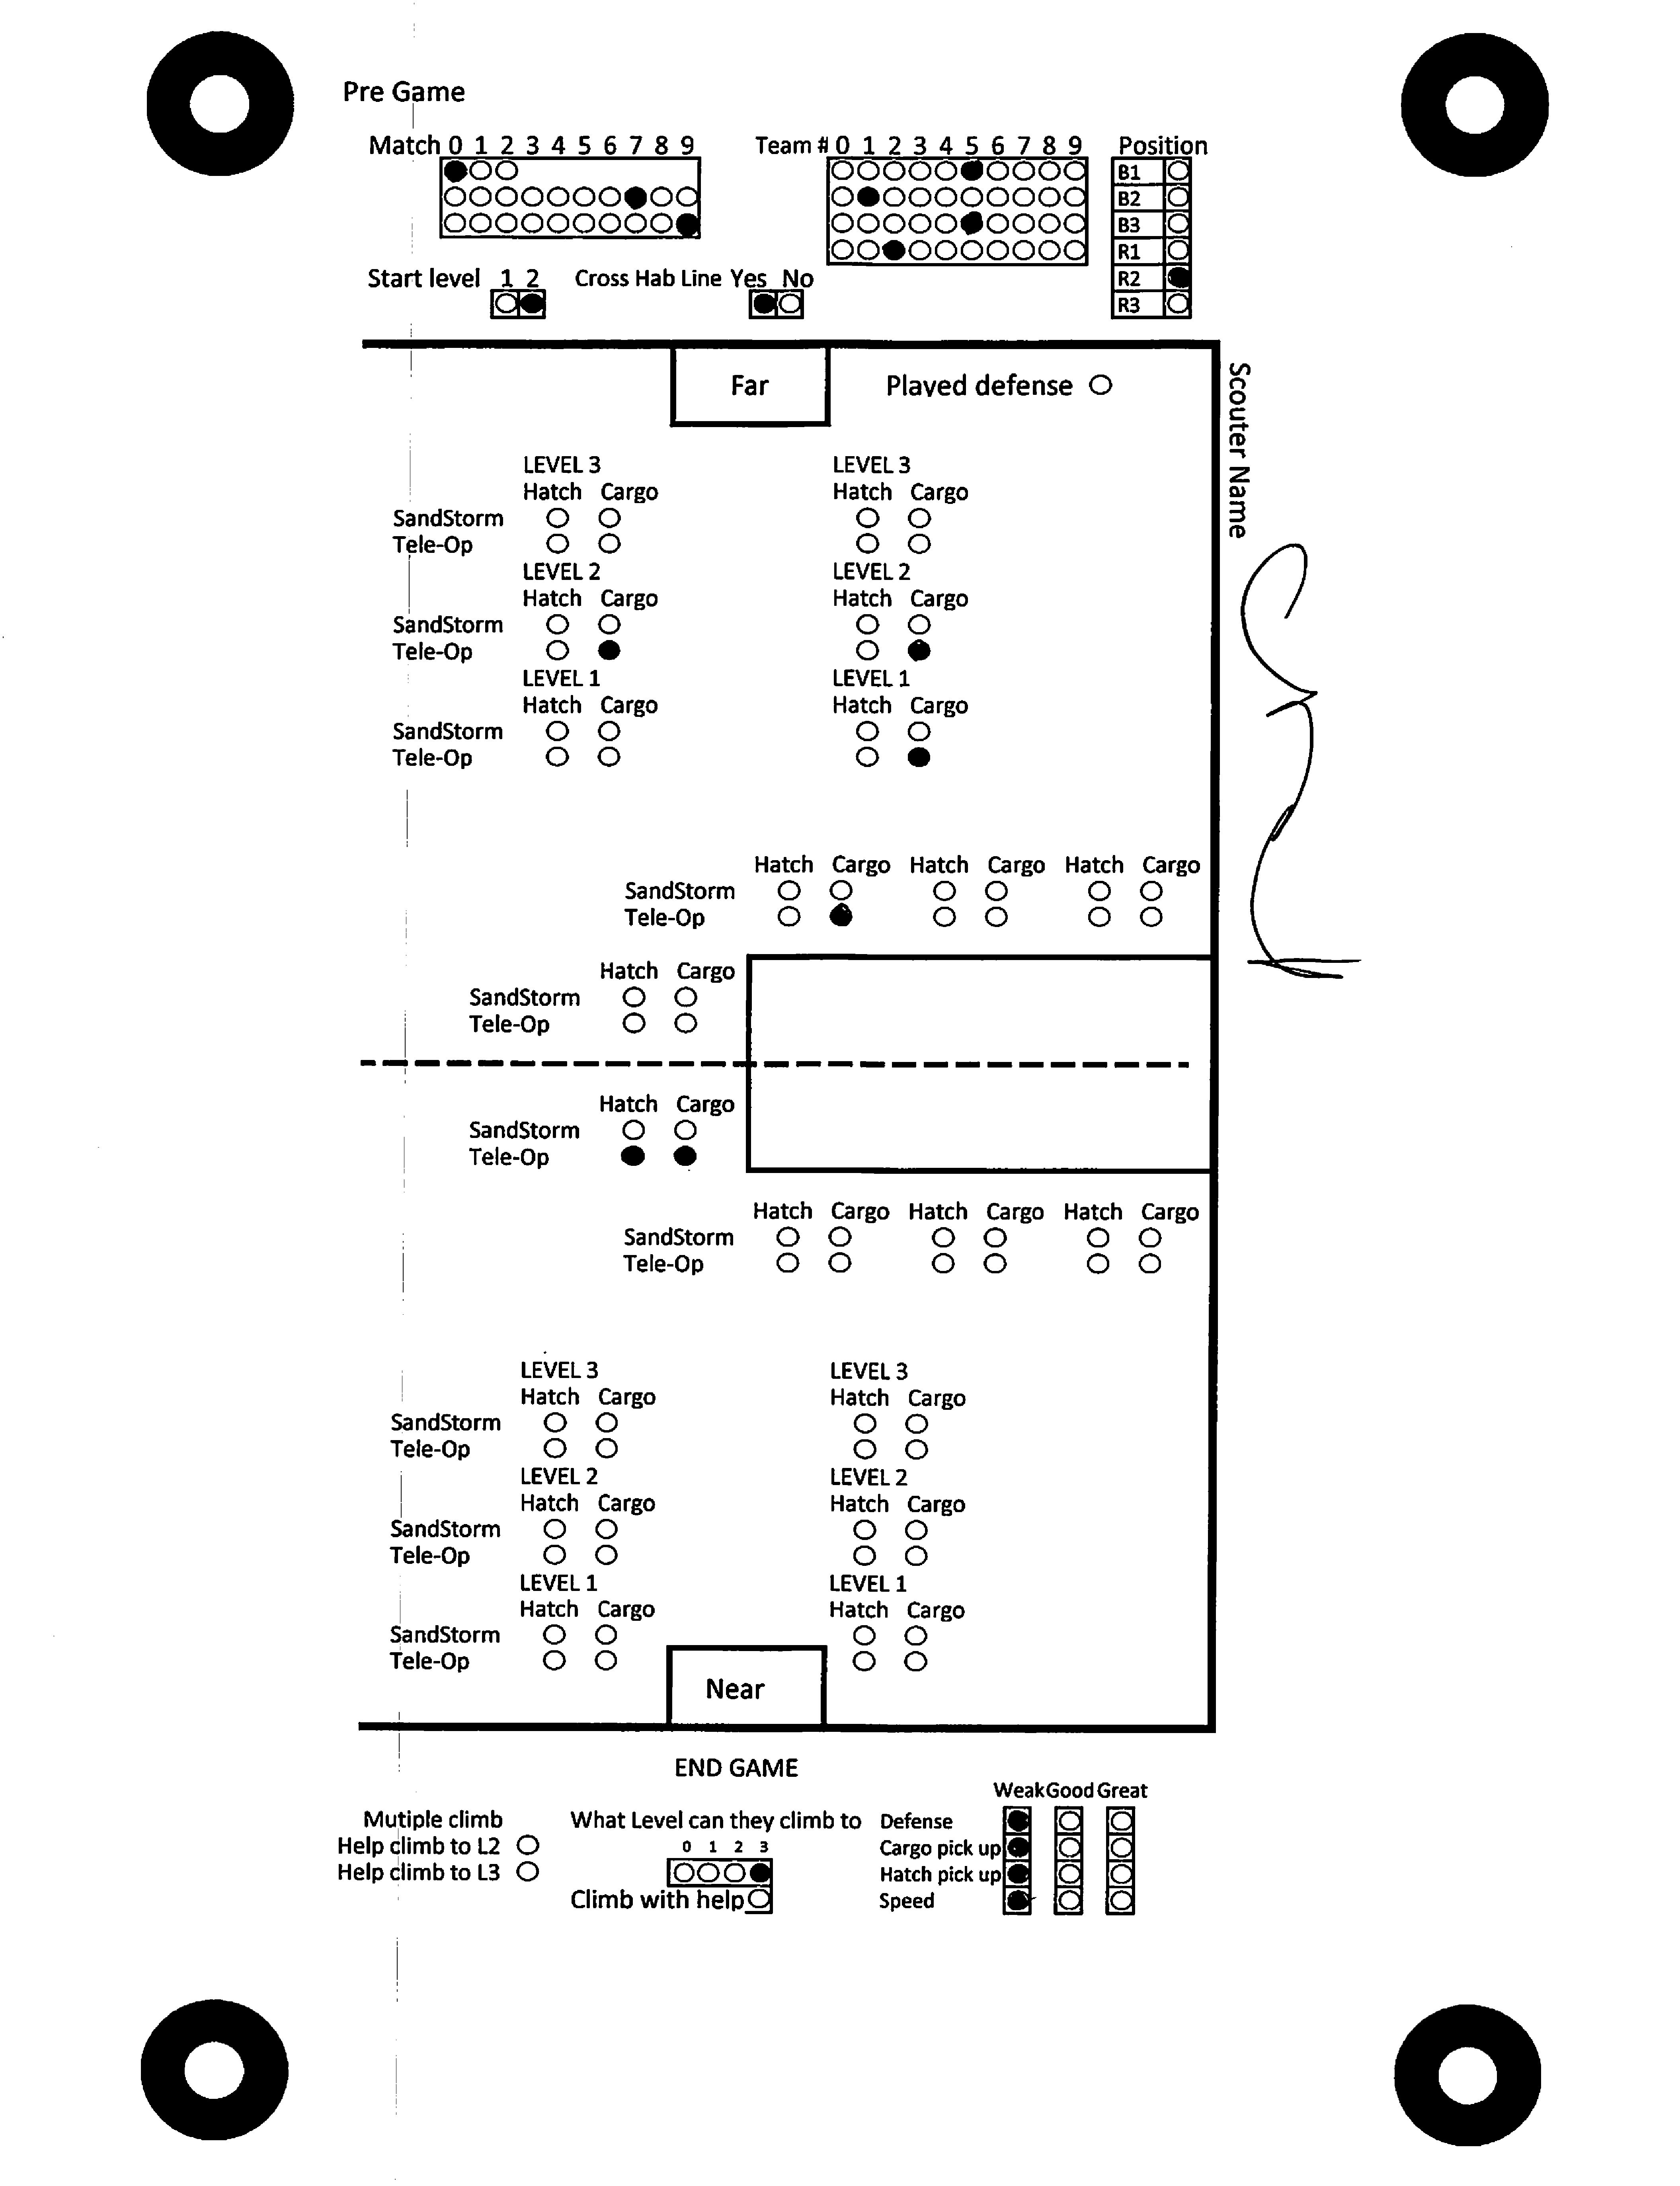 Pre Game
Match 0 1 2 3 4 5 6 7 8 9
Team # 0 1 2 3 4 5 6 7 8 9
Position
B1
B2
B3
R1
R2
R3
Start level 1 2
Cross Hab Line Yes No
Far
Played defense
Scouter Name
LEVEL 3 LEVEL 3
Hatch Cargo Hatch Cargo
SandStorm
Tele-Op
LEVEL 2 LEVEL 2
Hatch Cargo Hatch Cargo
SandStorm
Tele-Op
LEVEL 1 LEVEL 1
Hatch Cargo Hatch Cargo
SandStorm
Tele-Op
Hatch Cargo Hatch Cargo Hatch Cargo
SandStorm
Tele-Op
Hatch Cargo
SandStorm
Tele-Op
Hatch Cargo
SandStorm
Tele-Op
Hatch Cargo Hatch Cargo Hatch Cargo
SandStorm
Tele-Op
LEVEL 3 LEVEL 3
Hatch Cargo Hatch Cargo
SandStorm
Tele-Op
LEVEL 2 LEVEL 2
Hatch Cargo Hatch Cargo
SandStorm
Tele-Op
LEVEL 1 LEVEL 1
Hatch Cargo Hatch Cargo
SandStorm
Tele-Op
Near
END GAME
Mutiple climb
Help climb to L2
Help climb to L3
What Level can they climb to
0 1 2 3
Climb with help
Weak Good Great
Defense
Cargo pick up
Hatch pick up
Speed